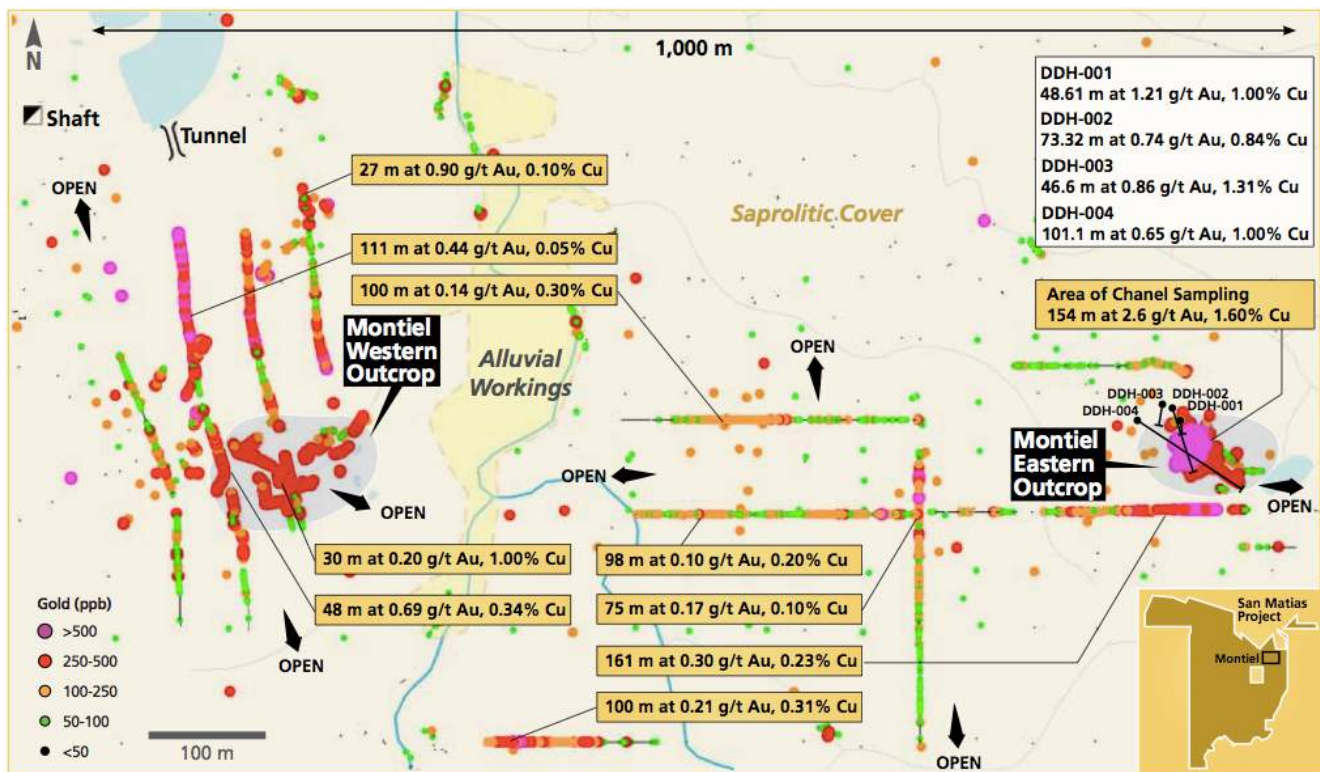 N
1,000 m
Shaft
Tunnel
OPEN
27 m at 0.90 g/t Au, 0.10% Cu
111 m at 0.44 g/t Au, 0.05% Cu
100 m at 0.14 g/t Au, 0.30% Cu
Saprolitic Cover
DDH-001
48.61 m at 1.21 g/t Au, 1.00% Cu
DDH-002
73.32 m at 0.74 g/t Au, 0.84% Cu
DDH-003
46.6 m at 0.86 g/t Au, 1.31% Cu
DDH-004
101.1 m at 0.65 g/t Au, 1.00% Cu
Area of Chanel Sampling
154 m at 2.6 g/t Au, 1.60% Cu
Montiel
Western
Outcrop
Alluvial
Workings
OPEN
DDH-003
DDH-002
DDH-004
DDH-001
Montiel
Eastern
Outcrop
OPEN
OPEN
OPEN
30 m at 0.20 g/t Au, 1.00% Cu
48 m at 0.69 g/t Au, 0.34% Cu
98 m at 0.10 g/t Au, 0.20% Cu
75 m at 0.17 g/t Au, 0.10% Cu
161 m at 0.30 g/t Au, 0.23% Cu
100 m at 0.21 g/t Au, 0.31% Cu
OPEN
OPEN
Gold (ppb)
>500
250-500
100-250
50-100
<50
100 m
San Matias
Project
Montiel